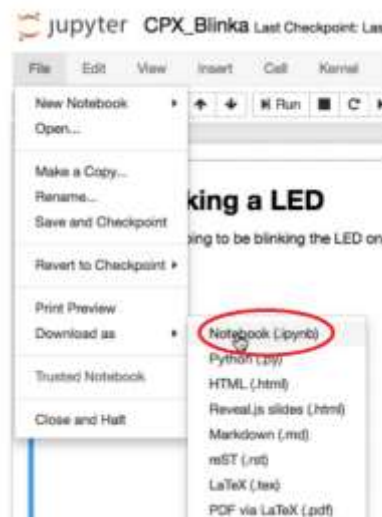 jupyter CPX_Blinka Last Checkpoint: Las
File Edit View Insert Cell Kernel
New Notebook
Open...
Run
Make a Copy...
Rename...
Save and Checkpoint
king a LED
ing to be blinking the LED on
Revert to Checkpoint
Print Preview
Download as
Trusted Notebook
Close and Halt
Notebook (.ipynb)
Python (.py)
HTML (.html)
Reveal.js slides (.html)
Markdown (.md)
reST (.rst)
LaTeX (.tex)
PDF via LaTeX (.pdf)